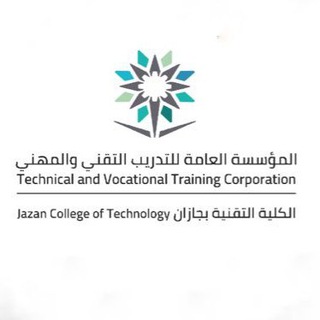 المؤسسة العامة للتدريب التقني والمهني
Technical and Vocational Training Corporation
الكلية التقنية بجازان Jazan College of Technology